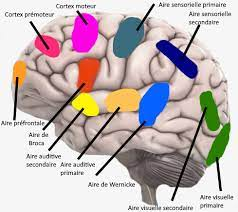 Cortex moteur
Aire sensorielle primaire
Cortex prémoteur
Aire sensorielle
secondaire
Aire préfrontale
Aire de
Broca
Aire auditive
secondaire
Aire auditive
primaire
Aire de Wernicke
Aire visuelle
primaire
Aire visuelle secondaire